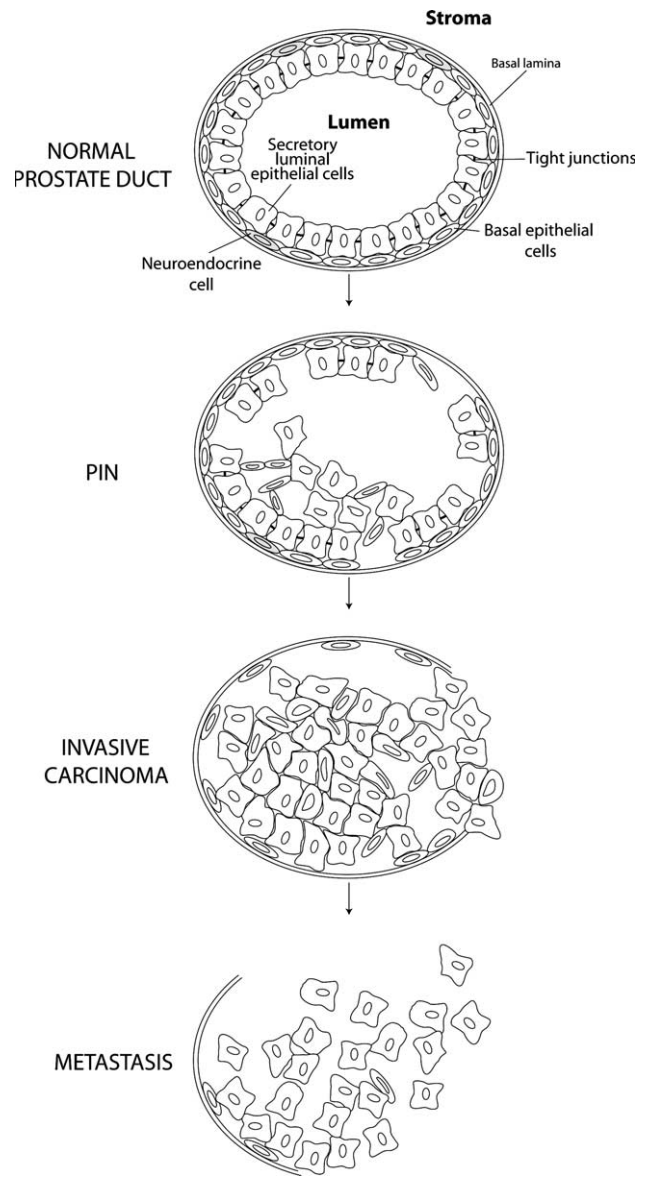 Stroma
Basal lamina
Lumen
Secretory
luminal
epithelial cells
NORMAL
PROSTATE DUCT
Tight junctions
Basal epithelial
cells
Neuroendocrine
cell
PIN
INVASIVE
CARCINOMA
METASTASIS